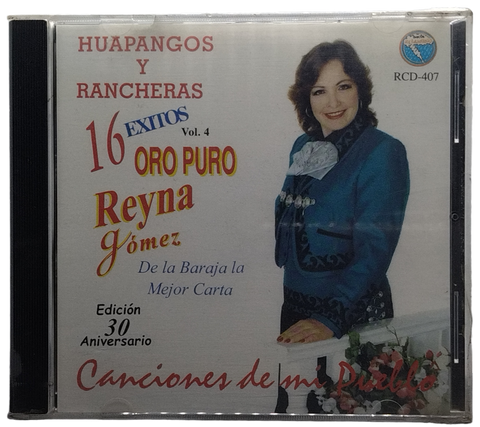 HUAPANGOS
Y
RANCHERAS
RCD-407
16 EXITOS
Vol. 4
ORO PURO
Reyna
Gómez
De la Baraja la
Mejor Carta
Edición
30
Aniversario
Canciones de mi Pueblo